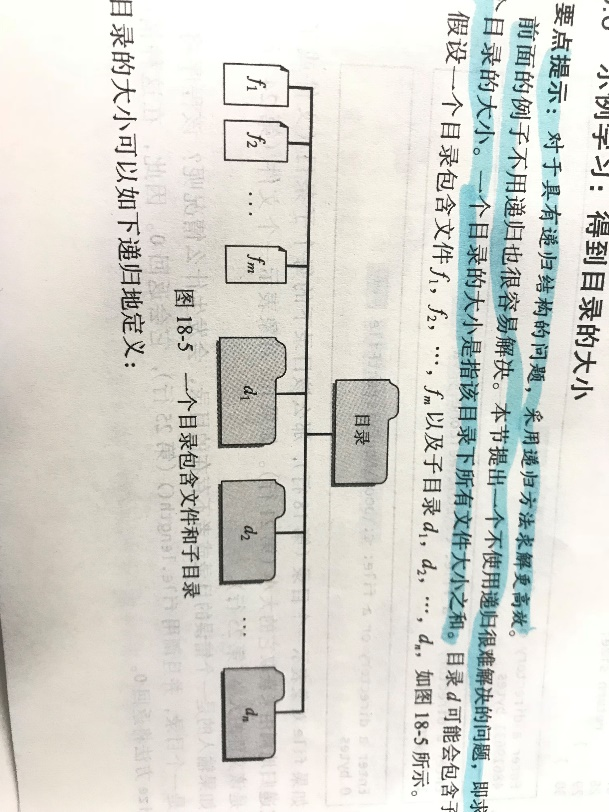 示例学习：得到目录的大小
要点提示：对于具有递归结构的问题，采用递归方法求解更高效。
前面的例子不用递归也很容易解决。本节提出一个不使用递归很难解决的问题，即求
个目录的大小。一个目录的大小是指该目录下所有文件大小之和。目录d可能会包含子
假设一个目录包含文件 f1, f2, …, fm 以及子目录 d1, d2, …, dn, 如图 18-5 所示。
目录
f1 f2 … fm d1 d2 … dn
图 18-5 一个目录包含文件和子目录
目录的大小可以如下递归地定义：